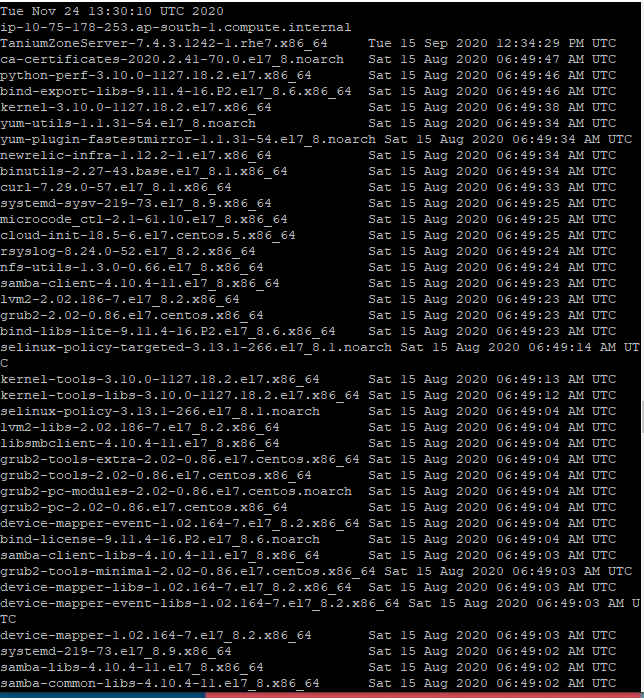 Tue Nov 24 13:30:10 UTC 2020
ip-10-75-178-253.ap-south-1.compute.internal
TaniumZoneServer-7.4.3.1242-1.rhe7.x86_64     Tue 15 Sep 2020 12:34:29 PM UTC
ca-certificates-2020.2.41-70.0.el7_8.noarch   Sat 15 Aug 2020 06:49:47 AM UTC
python-perf-3.10.0-1127.18.2.el7.x86_64       Sat 15 Aug 2020 06:49:46 AM UTC
bind-export-libs-9.11.4-16.P2.el7_8.6.x86_64  Sat 15 Aug 2020 06:49:46 AM UTC
kernel-3.10.0-1127.18.2.el7.x86_64            Sat 15 Aug 2020 06:49:38 AM UTC
yum-utils-1.1.31-54.el7_8.noarch              Sat 15 Aug 2020 06:49:34 AM UTC
yum-plugin-fastestmirror-1.1.31-54.el7_8.noarch Sat 15 Aug 2020 06:49:34 AM UTC
newrelic-infra-1.12.2-1.el7.x86_64            Sat 15 Aug 2020 06:49:34 AM UTC
binutils-2.27-43.base.el7_8.1.x86_64          Sat 15 Aug 2020 06:49:34 AM UTC
curl-7.29.0-57.el7_8.1.x86_64                 Sat 15 Aug 2020 06:49:33 AM UTC
systemd-sysv-219-73.el7_8.9.x86_64            Sat 15 Aug 2020 06:49:25 AM UTC
microcode_ctl-2.1-61.10.el7_8.x86_64          Sat 15 Aug 2020 06:49:25 AM UTC
cloud-init-18.5-6.el7.centos.5.x86_64         Sat 15 Aug 2020 06:49:25 AM UTC
rsyslog-8.24.0-52.el7_8.2.x86_64              Sat 15 Aug 2020 06:49:24 AM UTC
nfs-utils-1.3.0-0.66.el7_8.x86_64             Sat 15 Aug 2020 06:49:24 AM UTC
samba-client-4.10.4-11.el7_8.x86_64           Sat 15 Aug 2020 06:49:23 AM UTC
lvm2-2.02.186-7.el7_8.2.x86_64                Sat 15 Aug 2020 06:49:23 AM UTC
grub2-2.02-0.86.el7.centos.x86_64             Sat 15 Aug 2020 06:49:23 AM UTC
bind-libs-lite-9.11.4-16.P2.el7_8.6.x86_64    Sat 15 Aug 2020 06:49:23 AM UTC
selinux-policy-targeted-3.13.1-266.el7_8.1.noarch Sat 15 Aug 2020 06:49:14 AM UT
C
kernel-tools-3.10.0-1127.18.2.el7.x86_64      Sat 15 Aug 2020 06:49:13 AM UTC
kernel-tools-libs-3.10.0-1127.18.2.el7.x86_64 Sat 15 Aug 2020 06:49:12 AM UTC
selinux-policy-3.13.1-266.el7_8.1.noarch      Sat 15 Aug 2020 06:49:04 AM UTC
lvm2-libs-2.02.186-7.el7_8.2.x86_64           Sat 15 Aug 2020 06:49:04 AM UTC
libsmbclient-4.10.4-11.el7_8.x86_64           Sat 15 Aug 2020 06:49:04 AM UTC
grub2-tools-extra-2.02-0.86.el7.centos.x86_64 Sat 15 Aug 2020 06:49:04 AM UTC
grub2-tools-2.02-0.86.el7.centos.x86_64       Sat 15 Aug 2020 06:49:04 AM UTC
grub2-pc-modules-2.02-0.86.el7.centos.noarch  Sat 15 Aug 2020 06:49:04 AM UTC
grub2-pc-2.02-0.86.el7.centos.x86_64          Sat 15 Aug 2020 06:49:04 AM UTC
device-mapper-event-1.02.164-7.el7_8.2.x86_64 Sat 15 Aug 2020 06:49:04 AM UTC
bind-license-9.11.4-16.P2.el7_8.6.noarch      Sat 15 Aug 2020 06:49:04 AM UTC
samba-client-libs-4.10.4-11.el7_8.x86_64      Sat 15 Aug 2020 06:49:03 AM UTC
grub2-tools-minimal-2.02-0.86.el7.centos.x86_64 Sat 15 Aug 2020 06:49:03 AM UTC
device-mapper-libs-1.02.164-7.el7_8.2.x86_64  Sat 15 Aug 2020 06:49:03 AM UTC
device-mapper-event-libs-1.02.164-7.el7_8.2.x86_64 Sat 15 Aug 2020 06:49:03 AM U
TC
device-mapper-1.02.164-7.el7_8.2.x86_64       Sat 15 Aug 2020 06:49:03 AM UTC
systemd-219-73.el7_8.9.x86_64                 Sat 15 Aug 2020 06:49:02 AM UTC
samba-libs-4.10.4-11.el7_8.x86_64             Sat 15 Aug 2020 06:49:02 AM UTC
samba-common-libs-4.10.4-11.el7_8.x86_64      Sat 15 Aug 2020 06:49:02 AM UTC